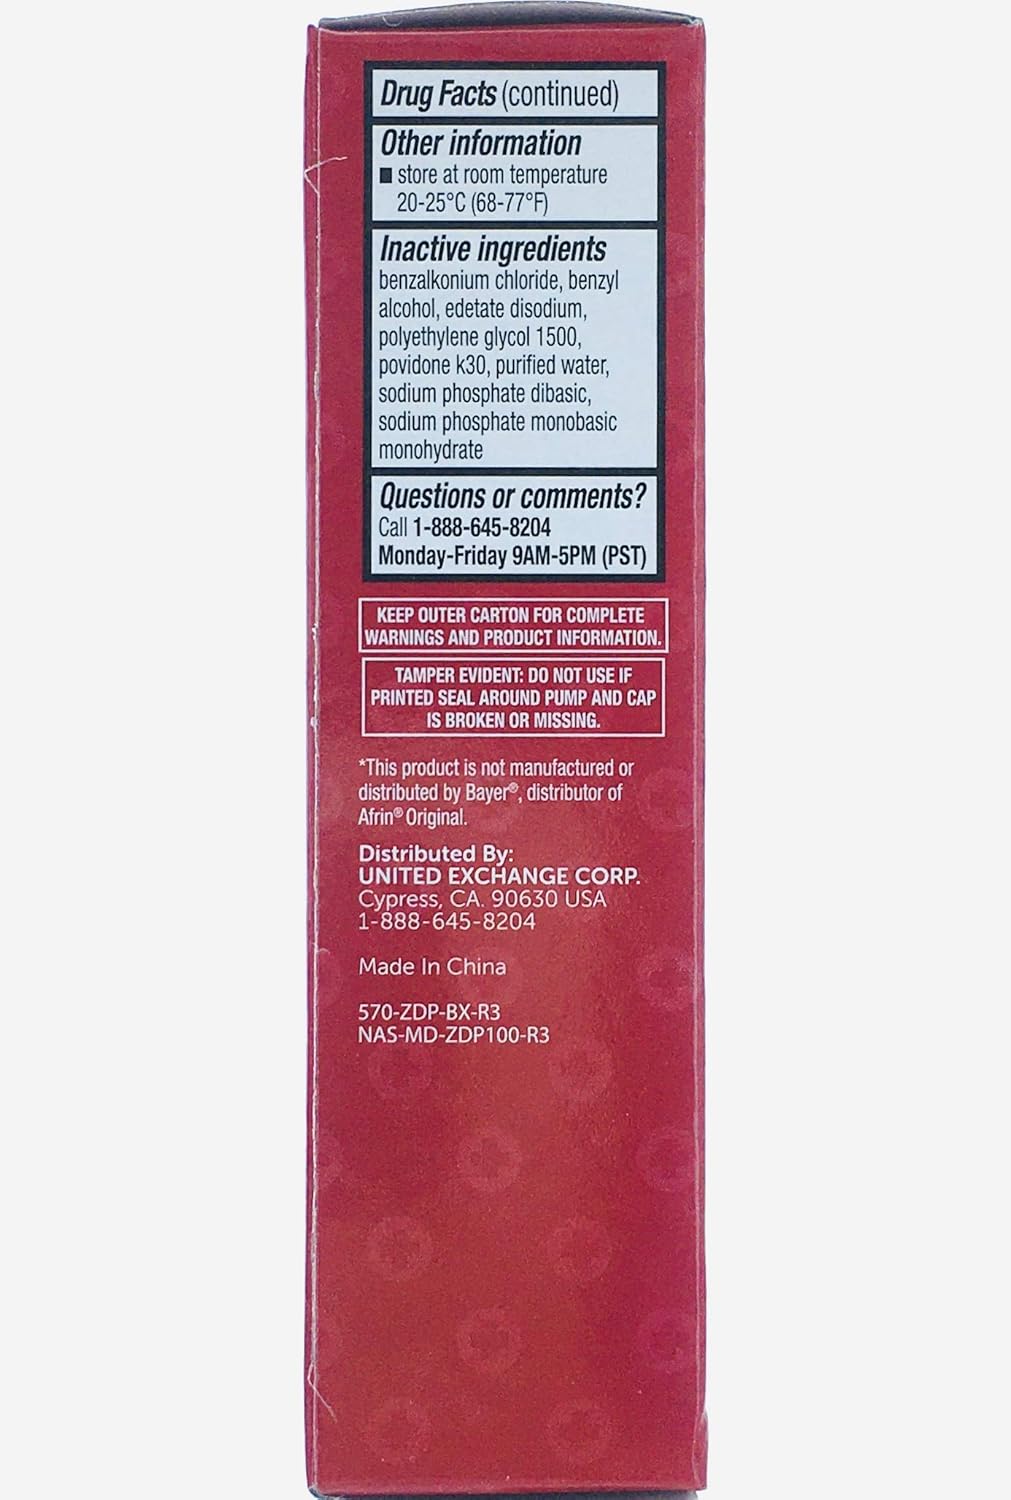 Drug Facts (continued)
Other information
■ store at room temperature
20-25°C (68-77°F)
Inactive ingredients
benzalkonium chloride, benzyl
alcohol, edetate disodium,
polyethylene glycol 1500,
povidone k30, purified water,
sodium phosphate dibasic,
sodium phosphate monobasic
monohydrate
Questions or comments?
Call 1-888-645-8204
Monday-Friday 9AM-5PM (PST)
KEEP OUTER CARTON FOR COMPLETE
WARNINGS AND PRODUCT INFORMATION.
TAMPER EVIDENT: DO NOT USE IF
PRINTED SEAL AROUND PUMP AND CAP
IS BROKEN OR MISSING.
*This product is not manufactured or
distributed by Bayer®, distributor of
Afrin® Original.
Distributed By:
UNITED EXCHANGE CORP.
Cypress, CA. 90630 USA
1-888-645-8204
Made In China
570-ZDP-BX-R3
NAS-MD-ZDP100-R3